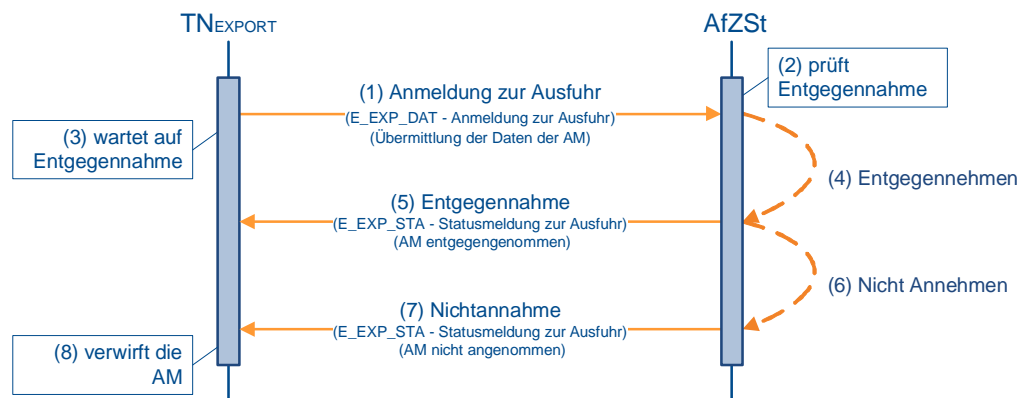 TNEXPORT
AfZSt
(2) prüft
Entgegennahme
(1) Anmeldung zur Ausfuhr
(E_EXP_DAT - Anmeldung zur Ausfuhr)
(Übermittlung der Daten der AM)
(3) wartet auf
Entgegennahme
(4) Entgegennehmen
(5) Entgegennahme
(E_EXP_STA - Statusmeldung zur Ausfuhr)
(AM entgegengenommen)
(6) Nicht Annehmen
(7) Nichtannahme
(E_EXP_STA - Statusmeldung zur Ausfuhr)
(AM nicht angenommen)
(8) verwirft die
AM